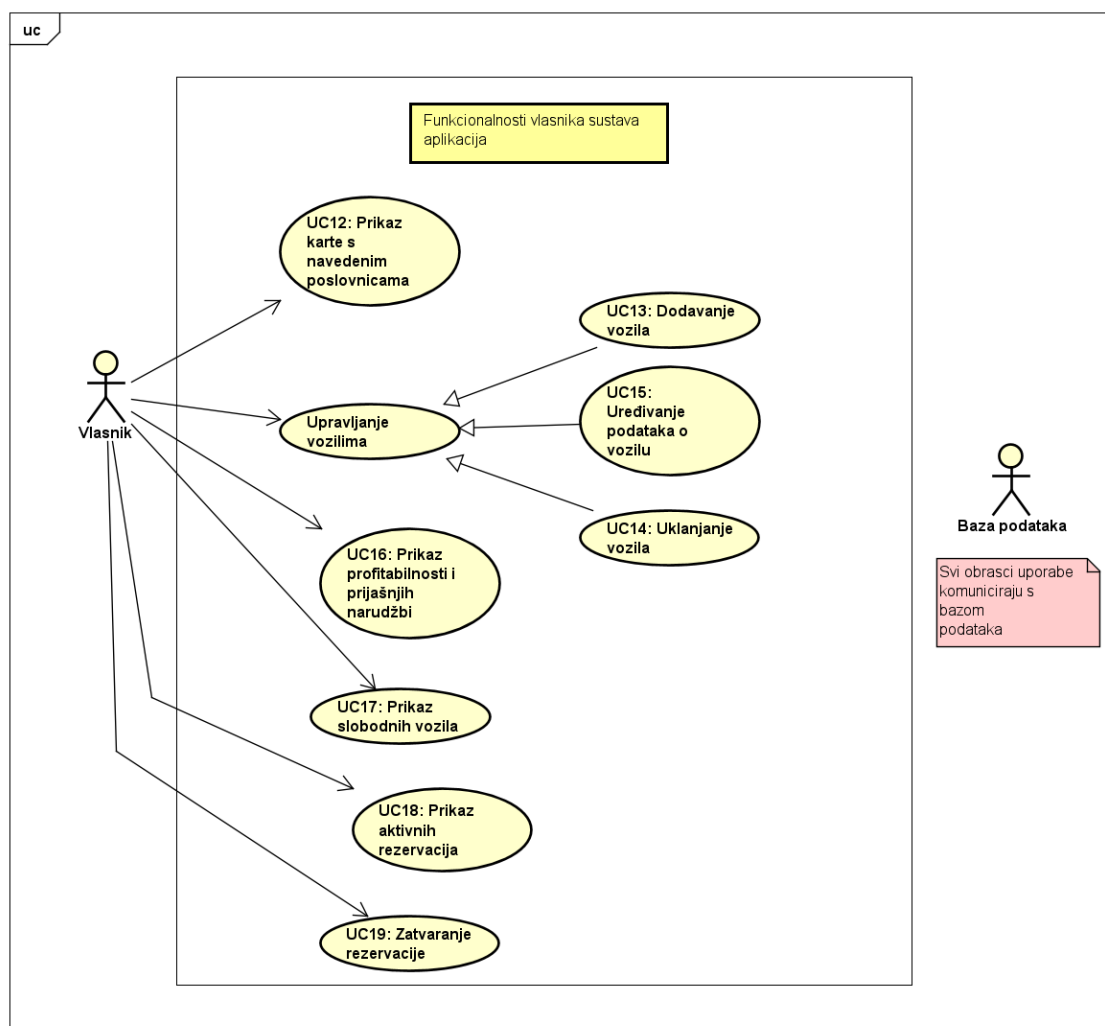 uc
Funkcionalnosti vlasnika sustava
aplikacija
UC12: Prikaz
karte s
navedenim
poslovnicama
UC13: Dodavanje
vozila
UC15:
Uređivanje
podataka o
vozilu
Vlasnik
Upravljanje
vozilima
Baza podataka
UC14: Uklanjanje
vozila
UC16: Prikaz
profitabilnosti i
prijašnjih
narudžbi
Svi obrasci uporabe
komuniciraju s
bazom
podataka
UC17: Prikaz
slobodnih vozila
UC18: Prikaz
aktivnih
rezervacija
UC19: Zatvaranje
rezervacije